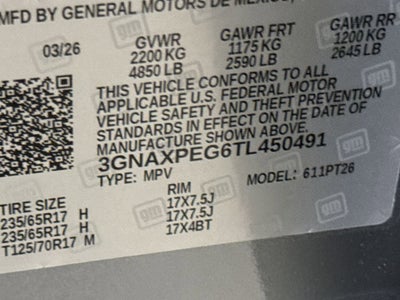 MFD BY GENERAL MOTORS DE MEXICO
03/26 GVWR GAWR FRT GAWR RR
2200 KG 1175 KG 1200 KG
4850 LB 2590 LB 2645 LB
THIS VEHICLE CONFORMS TO ALL
APPLICABLE U.S. FEDERAL MOTOR
VEHICLE SAFETY AND THEFT PREVENTION
STANDARDS IN EFFECT ON THE DATE OF
MANUFACTURE SHOWN ABOVE.
3GNAXPEG6TL450491
TYPE: MPV MODEL: 611PT26
TIRE SIZE RIM
235/65R17 H 17X7.5J
235/65R17 H 17X7.5J
T125/70R17 M 17X4BT
gm